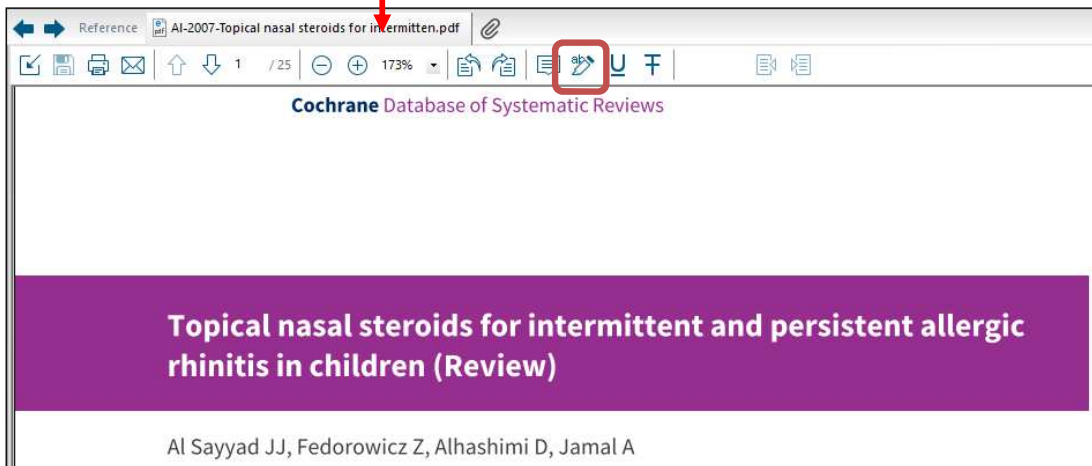 Reference AI-2007-Topical nasal steroids for intermitten.pdf
1 /25 173% ab U T
Cochrane Database of Systematic Reviews
Topical nasal steroids for intermittent and persistent allergic
rhinitis in children (Review)
Al Sayyad JJ, Fedorowicz Z, Alhashimi D, Jamal A